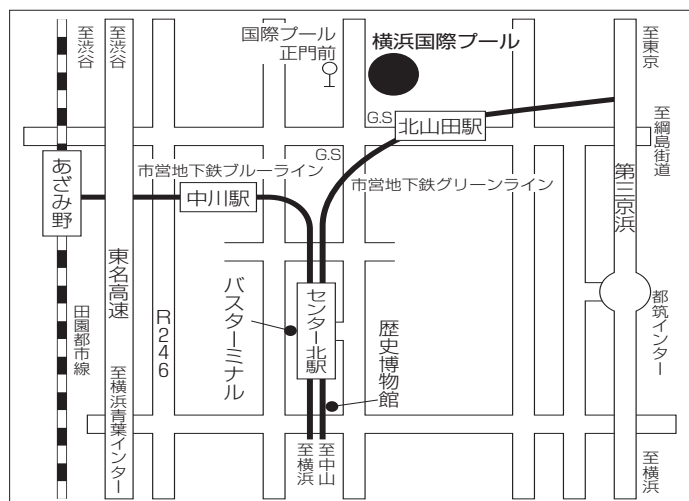 至渋谷
至渋谷
国際プール
正門前
横浜国際プール
至東京
至綱島街道
G.S
北山田駅
G.S
あざみ野
市営地下鉄ブルーライン
中川駅
市営地下鉄グリーンライン
第三京浜
東名高速
R246
バスターミナル
センター北駅
歴史博物館
都筑インター
田園都市線
至横浜青葉インター
至横浜
至中山
至横浜